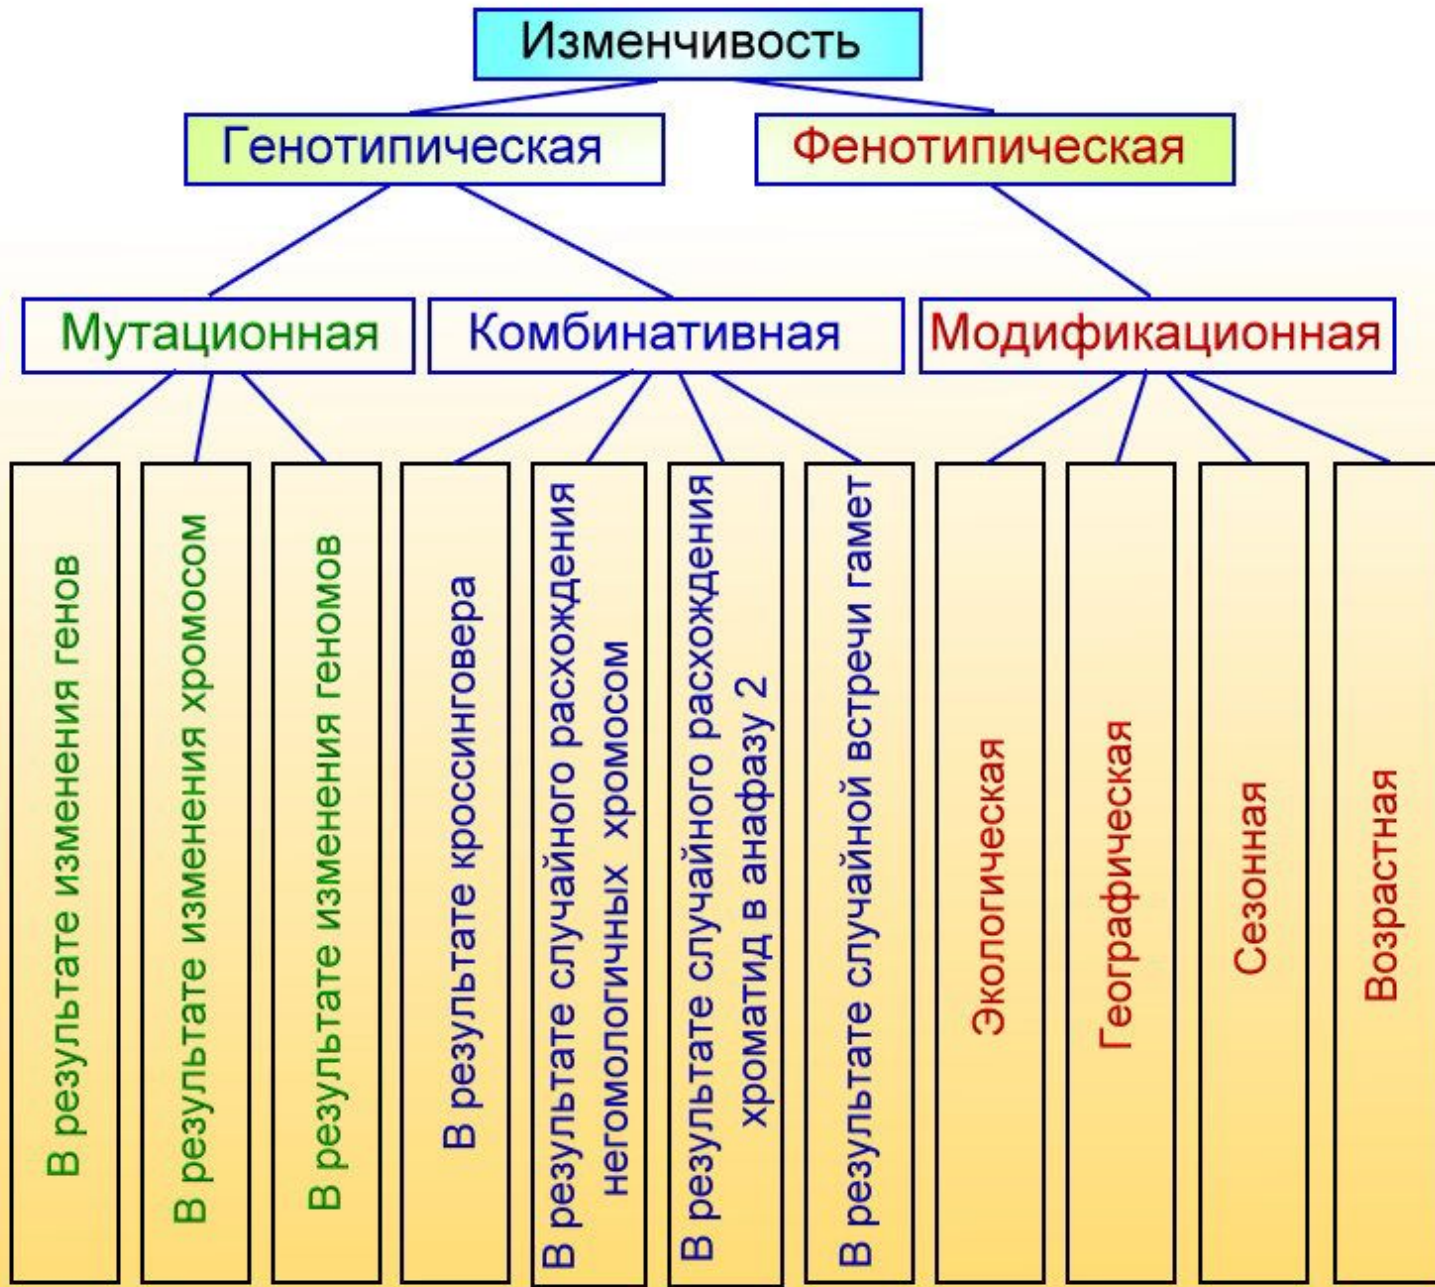 Изменчивость
Генотипическая
Фенотипическая
Мутационная
Комбинативная
Модификационная
В результате изменения генов
В результате изменения хромосом
В результате изменения геномов
В результате кроссинговера
В результате случайного расхождения
негомологичных хромосом
В результате случайного расхождения
хроматид в анафазу 2
В результате случайной встречи гамет
Экологическая
Географическая
Сезонная
Возрастная